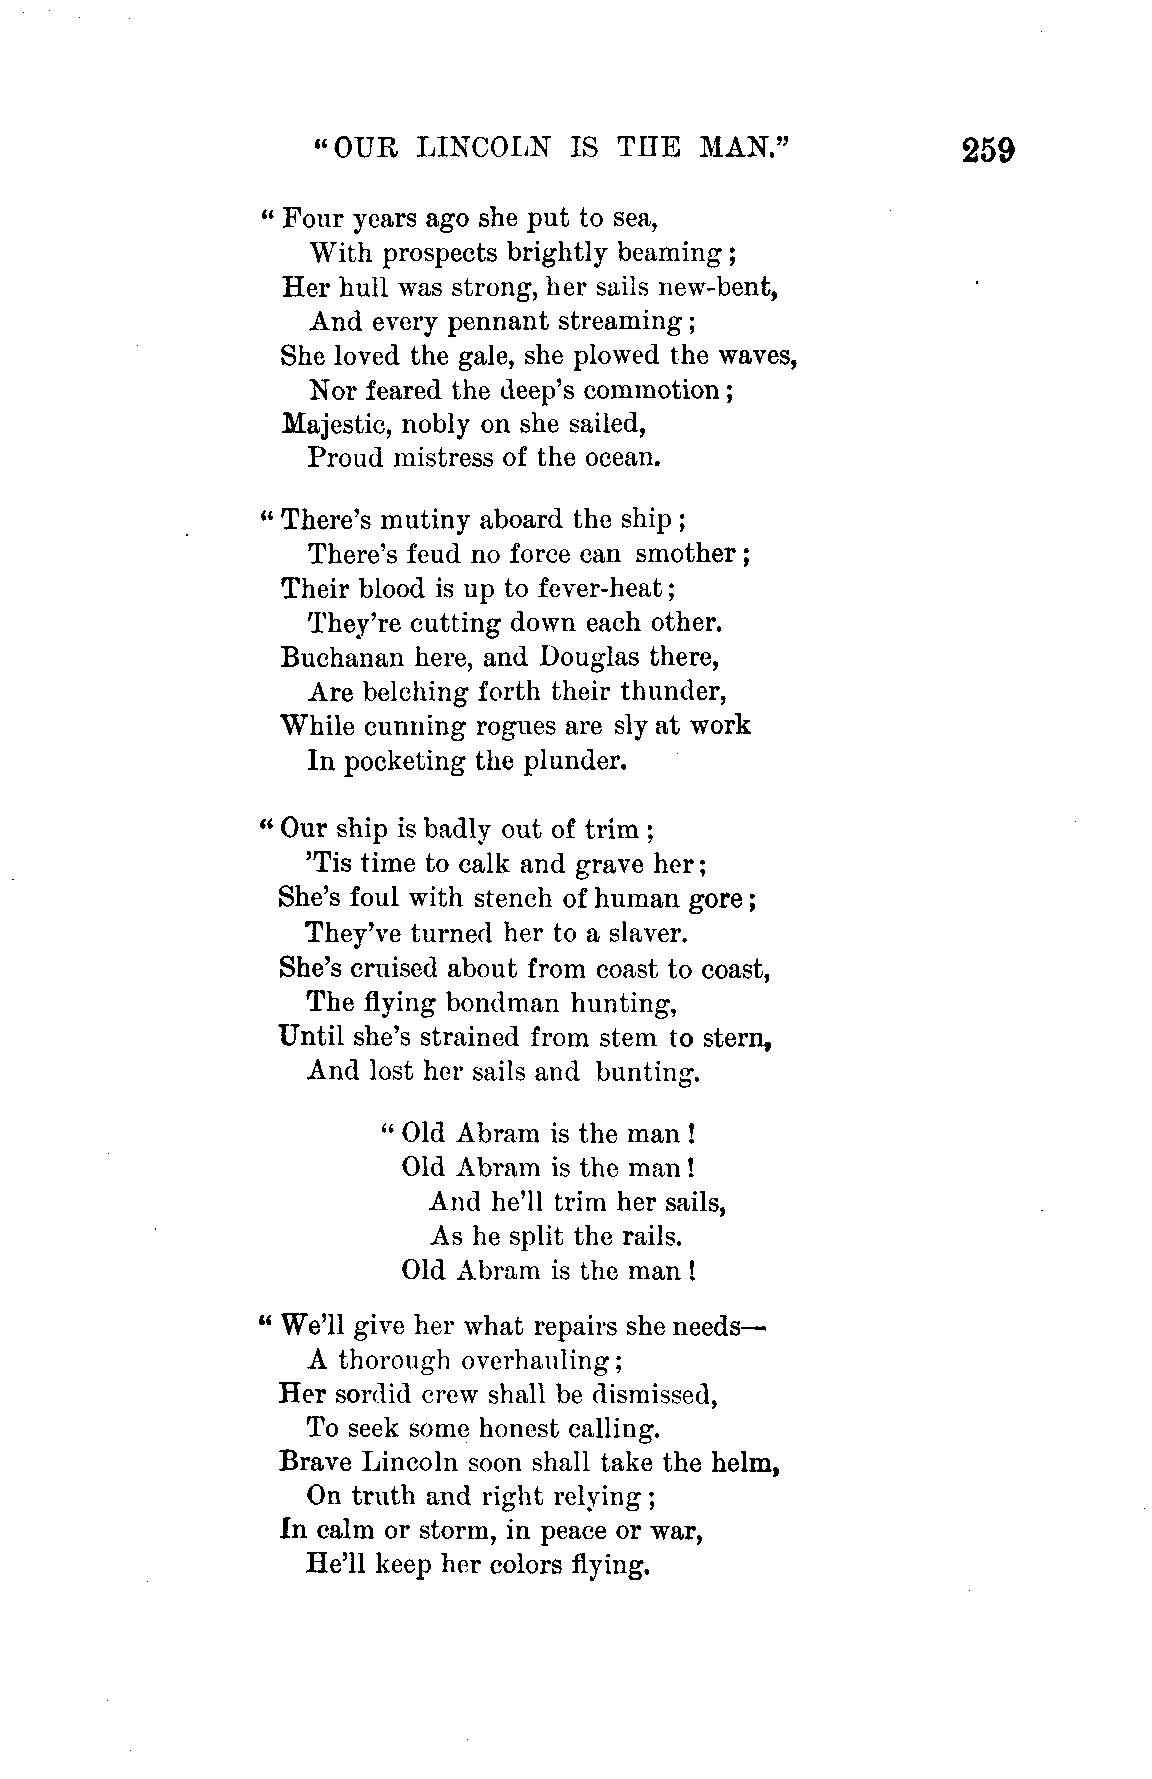 "OUR LINCOLN IS THE MAN." 259
" Four years ago she put to sea,
With prospects brightly beaming ;
Her hull was strong, her sails new-bent,
And every pennant streaming ;
She loved the gale, she plowed the waves,
Nor feared the deep's commotion ;
Majestic, nobly on she sailed,
Proud mistress of the ocean.
" There's mutiny aboard the ship ;
There's feud no force can smother ;
Their blood is up to fever-heat ;
They're cutting down each other.
Buchanan here, and Douglas there,
Are belching forth their thunder,
While cunning rogues are sly at work
In pocketing the plunder.
" Our ship is badly out of trim ;
'Tis time to calk and grave her ;
She's foul with stench of human gore ;
They've turned her to a slaver.
She's cruised about from coast to coast,
The flying bondman hunting,
Until she's strained from stem to stern,
And lost her sails and bunting.
" Old Abram is the man !
Old Abram is the man !
And he'll trim her sails,
As he split the rails.
Old Abram is the man !
" We'll give her what repairs she needs—
A thorough overhauling ;
Her sordid crew shall be dismissed,
To seek some honest calling.
Brave Lincoln soon shall take the helm,
On truth and right relying ;
In calm or storm, in peace or war,
He'll keep her colors flying.